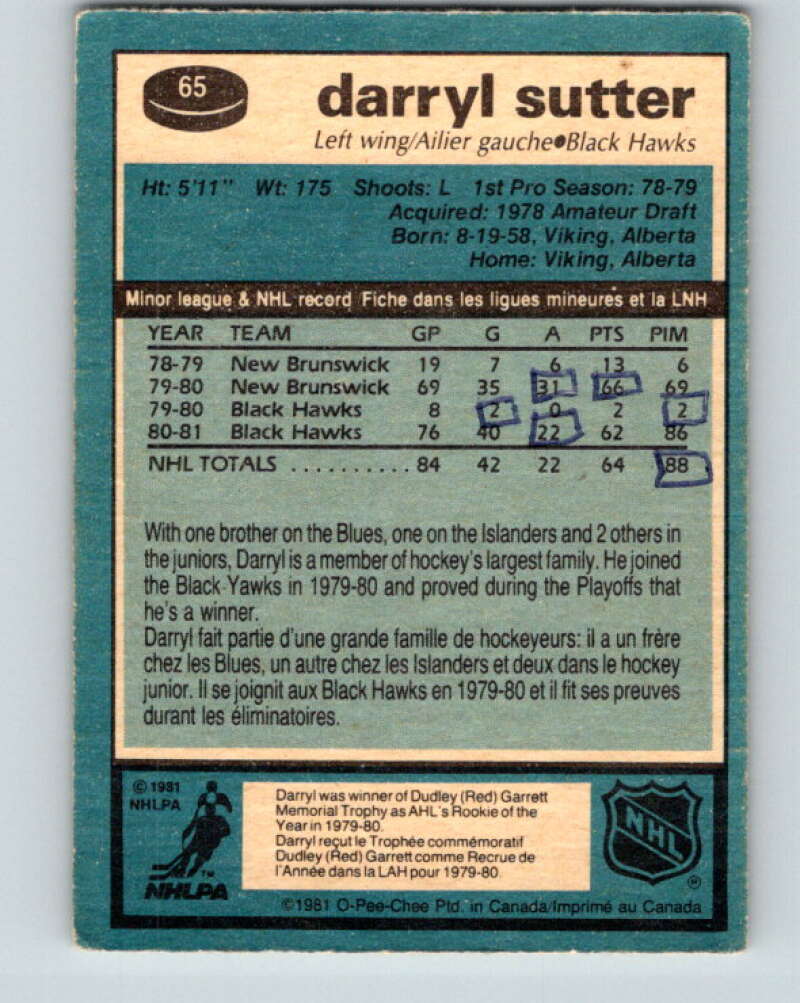 65
darryl sutter
Left wing/Ailier gauche●Black Hawks
Ht: 5'11" Wt: 175 Shoots: L 1st Pro Season: 78-79
Acquired: 1978 Amateur Draft
Born: 8-19-58, Viking, Alberta
Home: Viking, Alberta
Minor league & NHL record Fiche dans les ligues mineures et la LNH
YEAR TEAM GP G A PTS PIM
78-79 New Brunswick 19 7 6 13 6
79-80 New Brunswick 69 35 31 66 69
79-80 Black Hawks 8 2 0 2 2
80-81 Black Hawks 76 40 22 62 86
NHL TOTALS .......... 84 42 22 64 88
With one brother on the Blues, one on the Islanders and 2 others in
the juniors, Darryl is a member of hockey's largest family. He joined
the Black Yawks in 1979-80 and proved during the Playoffs that
he's a winner.
Darryl fait partie d'une grande famille de hockeyeurs: il a un frère
chez les Blues, un autre chez les Islanders et deux dans le hockey
junior. Il se joignit aux Black Hawks en 1979-80 et il fit ses preuves
durant les éliminatoires.
© 1981
NHLPA
TM
NHLPA
Darryl was winner of Dudley (Red) Garrett
Memorial Trophy as AHL's Rookie of the
Year in 1979-80.
Darryl reçut le Trophée commémoratif
Dudley (Red) Garrett comme Recrue de
l'Année dans la LAH pour 1979-80.
NHL
©1981 O-Pee-Chee Ptd. in Canada/Imprimé au Canada